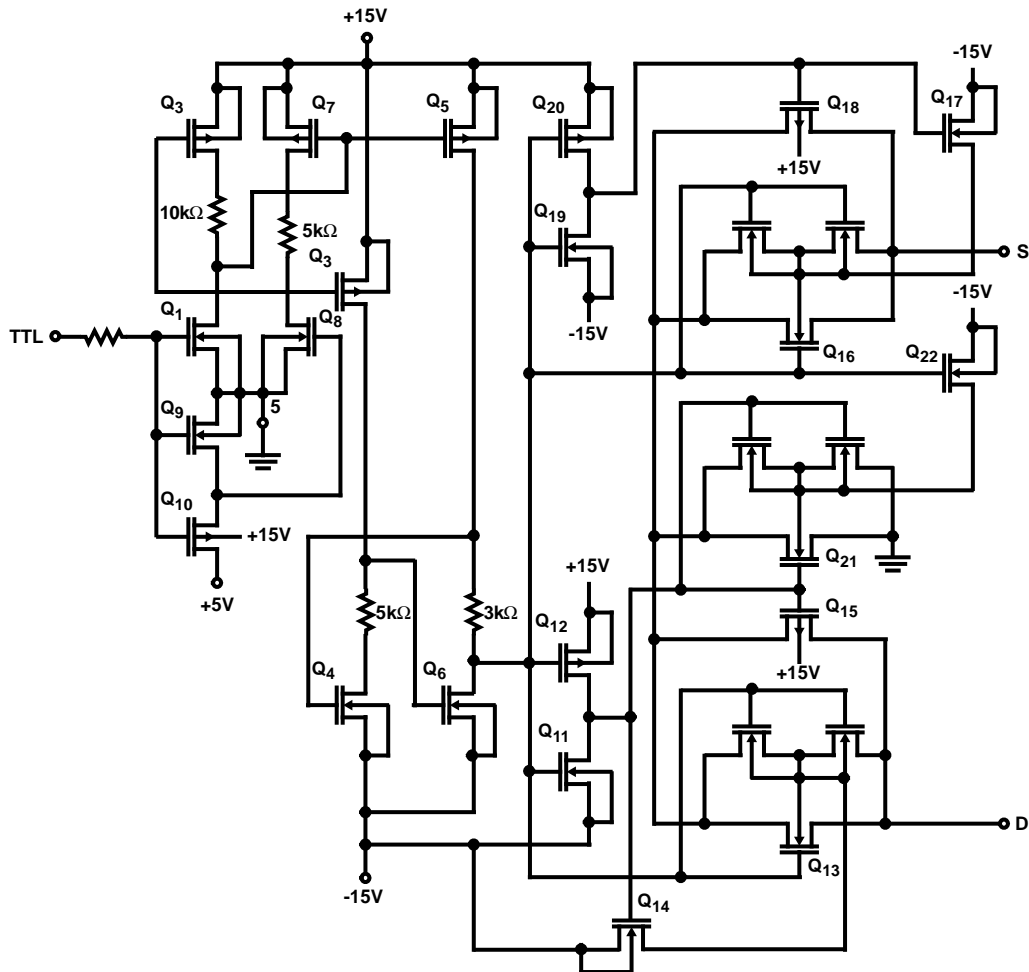 +15V
-15V
Q3
Q7
Q5
Q20
Q18
Q17
+15V
10kΩ
5kΩ
Q19
Q3
S
-15V
-15V
TTL
Q1
Q8
Q16
Q22
5
Q9
Q10
+15V
+5V
Q21
+15V
5kΩ
3kΩ
Q12
Q15
+15V
Q4
Q6
Q11
D
Q13
-15V
Q14